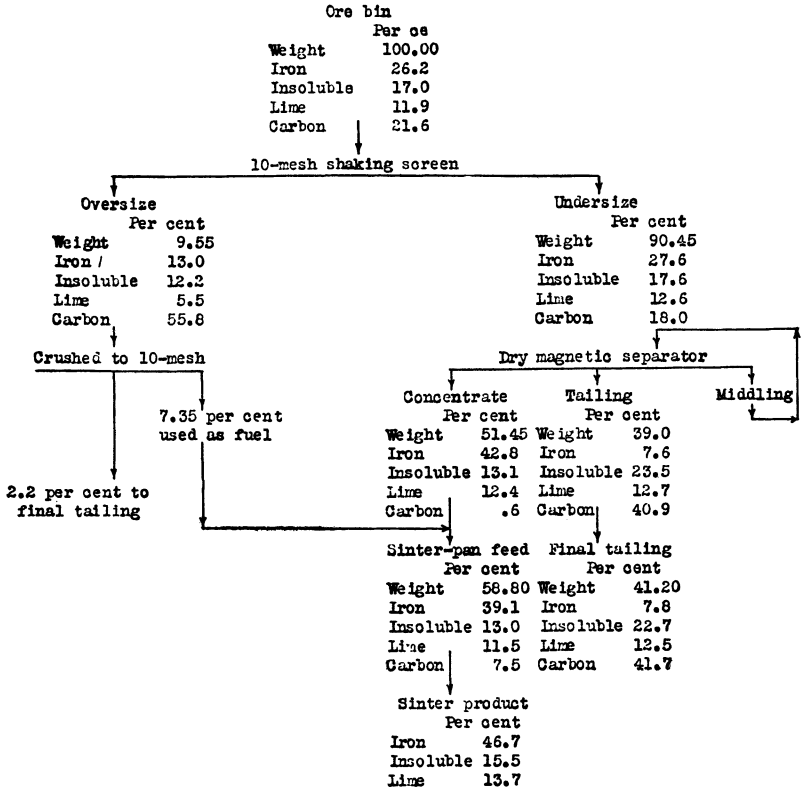 Ore bin
Per ce
Weight 100.00
Iron 26.2
Insoluble 17.0
Lime 11.9
Carbon 21.6
10-mesh shaking soreen
Oversize
Per cent
Weight 9.55
Iron / 13.0
Insoluble 12.2
Lime 5.5
Carbon 55.8
Crushed to 10-mesh
7.35 per cent
used as fuel
2.2 per cent to
final tailing
Undersize
Per cent
Weight 90.45
Iron 27.6
Insoluble 17.6
Lime 12.6
Carbon 18.0
Dry magnetic separator
Concentrate
Per cent
Weight 51.45
Iron 42.8
Insoluble 13.1
Lime 12.4
Carbon .6
Tailing
Per cent
Weight 39.0
Iron 7.6
Insoluble 23.5
Lime 12.7
Carbon 40.9
Middling
Sinter-pan feed
Per cent
Weight 58.80
Iron 39.1
Insoluble 13.0
Lime 11.5
Carbon 7.5
Final tailing
Per cent
Weight 41.20
Iron 7.8
Insoluble 22.7
Lime 12.5
Carbon 41.7
Sinter product
Per cent
Iron 46.7
Insoluble 15.5
Lime 13.7